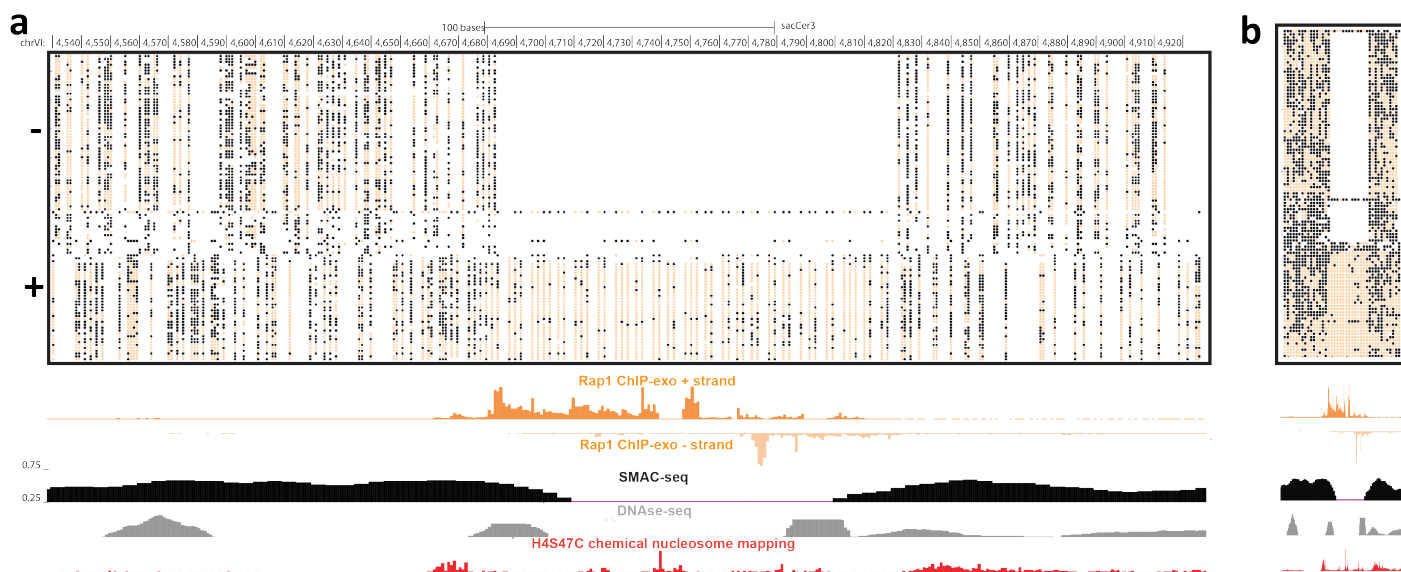 a
b
100 bases
sacCer3
chrVI: 4,540 4,550 4,560 4,570 4,580 4,590 4,600 4,610 4,620 4,630 4,640 4,650 4,660 4,670 4,680 4,690 4,700 4,710 4,720 4,730 4,740 4,750 4,760 4,770 4,780 4,790 4,800 4,810 4,820 4,830 4,840 4,850 4,860 4,870 4,880 4,890 4,900 4,910 4,920
-
+
Rap1 ChIP-exo + strand
Rap1 ChIP-exo - strand
0.75
SMAC-seq
0.25
DNAse-seq
H4S47C chemical nucleosome mapping